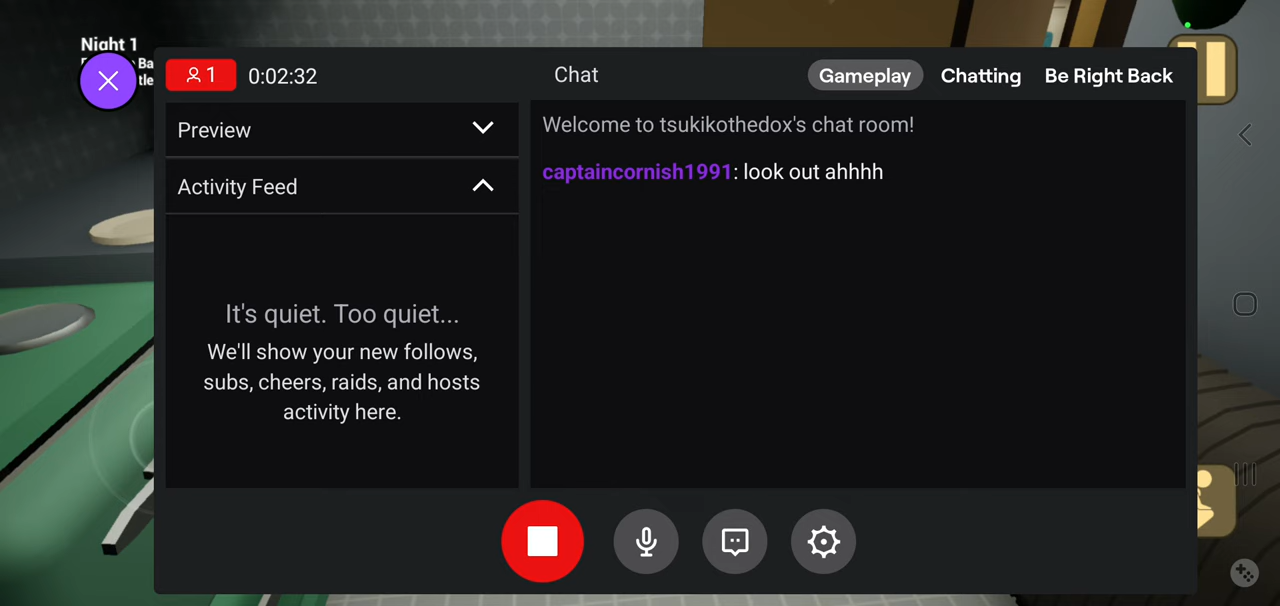 Night 1
Ba
tle
1
0:02:32
Chat
Gameplay
Chatting
Be Right Back
Preview
Welcome to tsukikothedox's chat room!
captaincornish1991: look out ahhhh
Activity Feed
It's quiet. Too quiet...
We'll show your new follows,
subs, cheers, raids, and hosts
activity here.